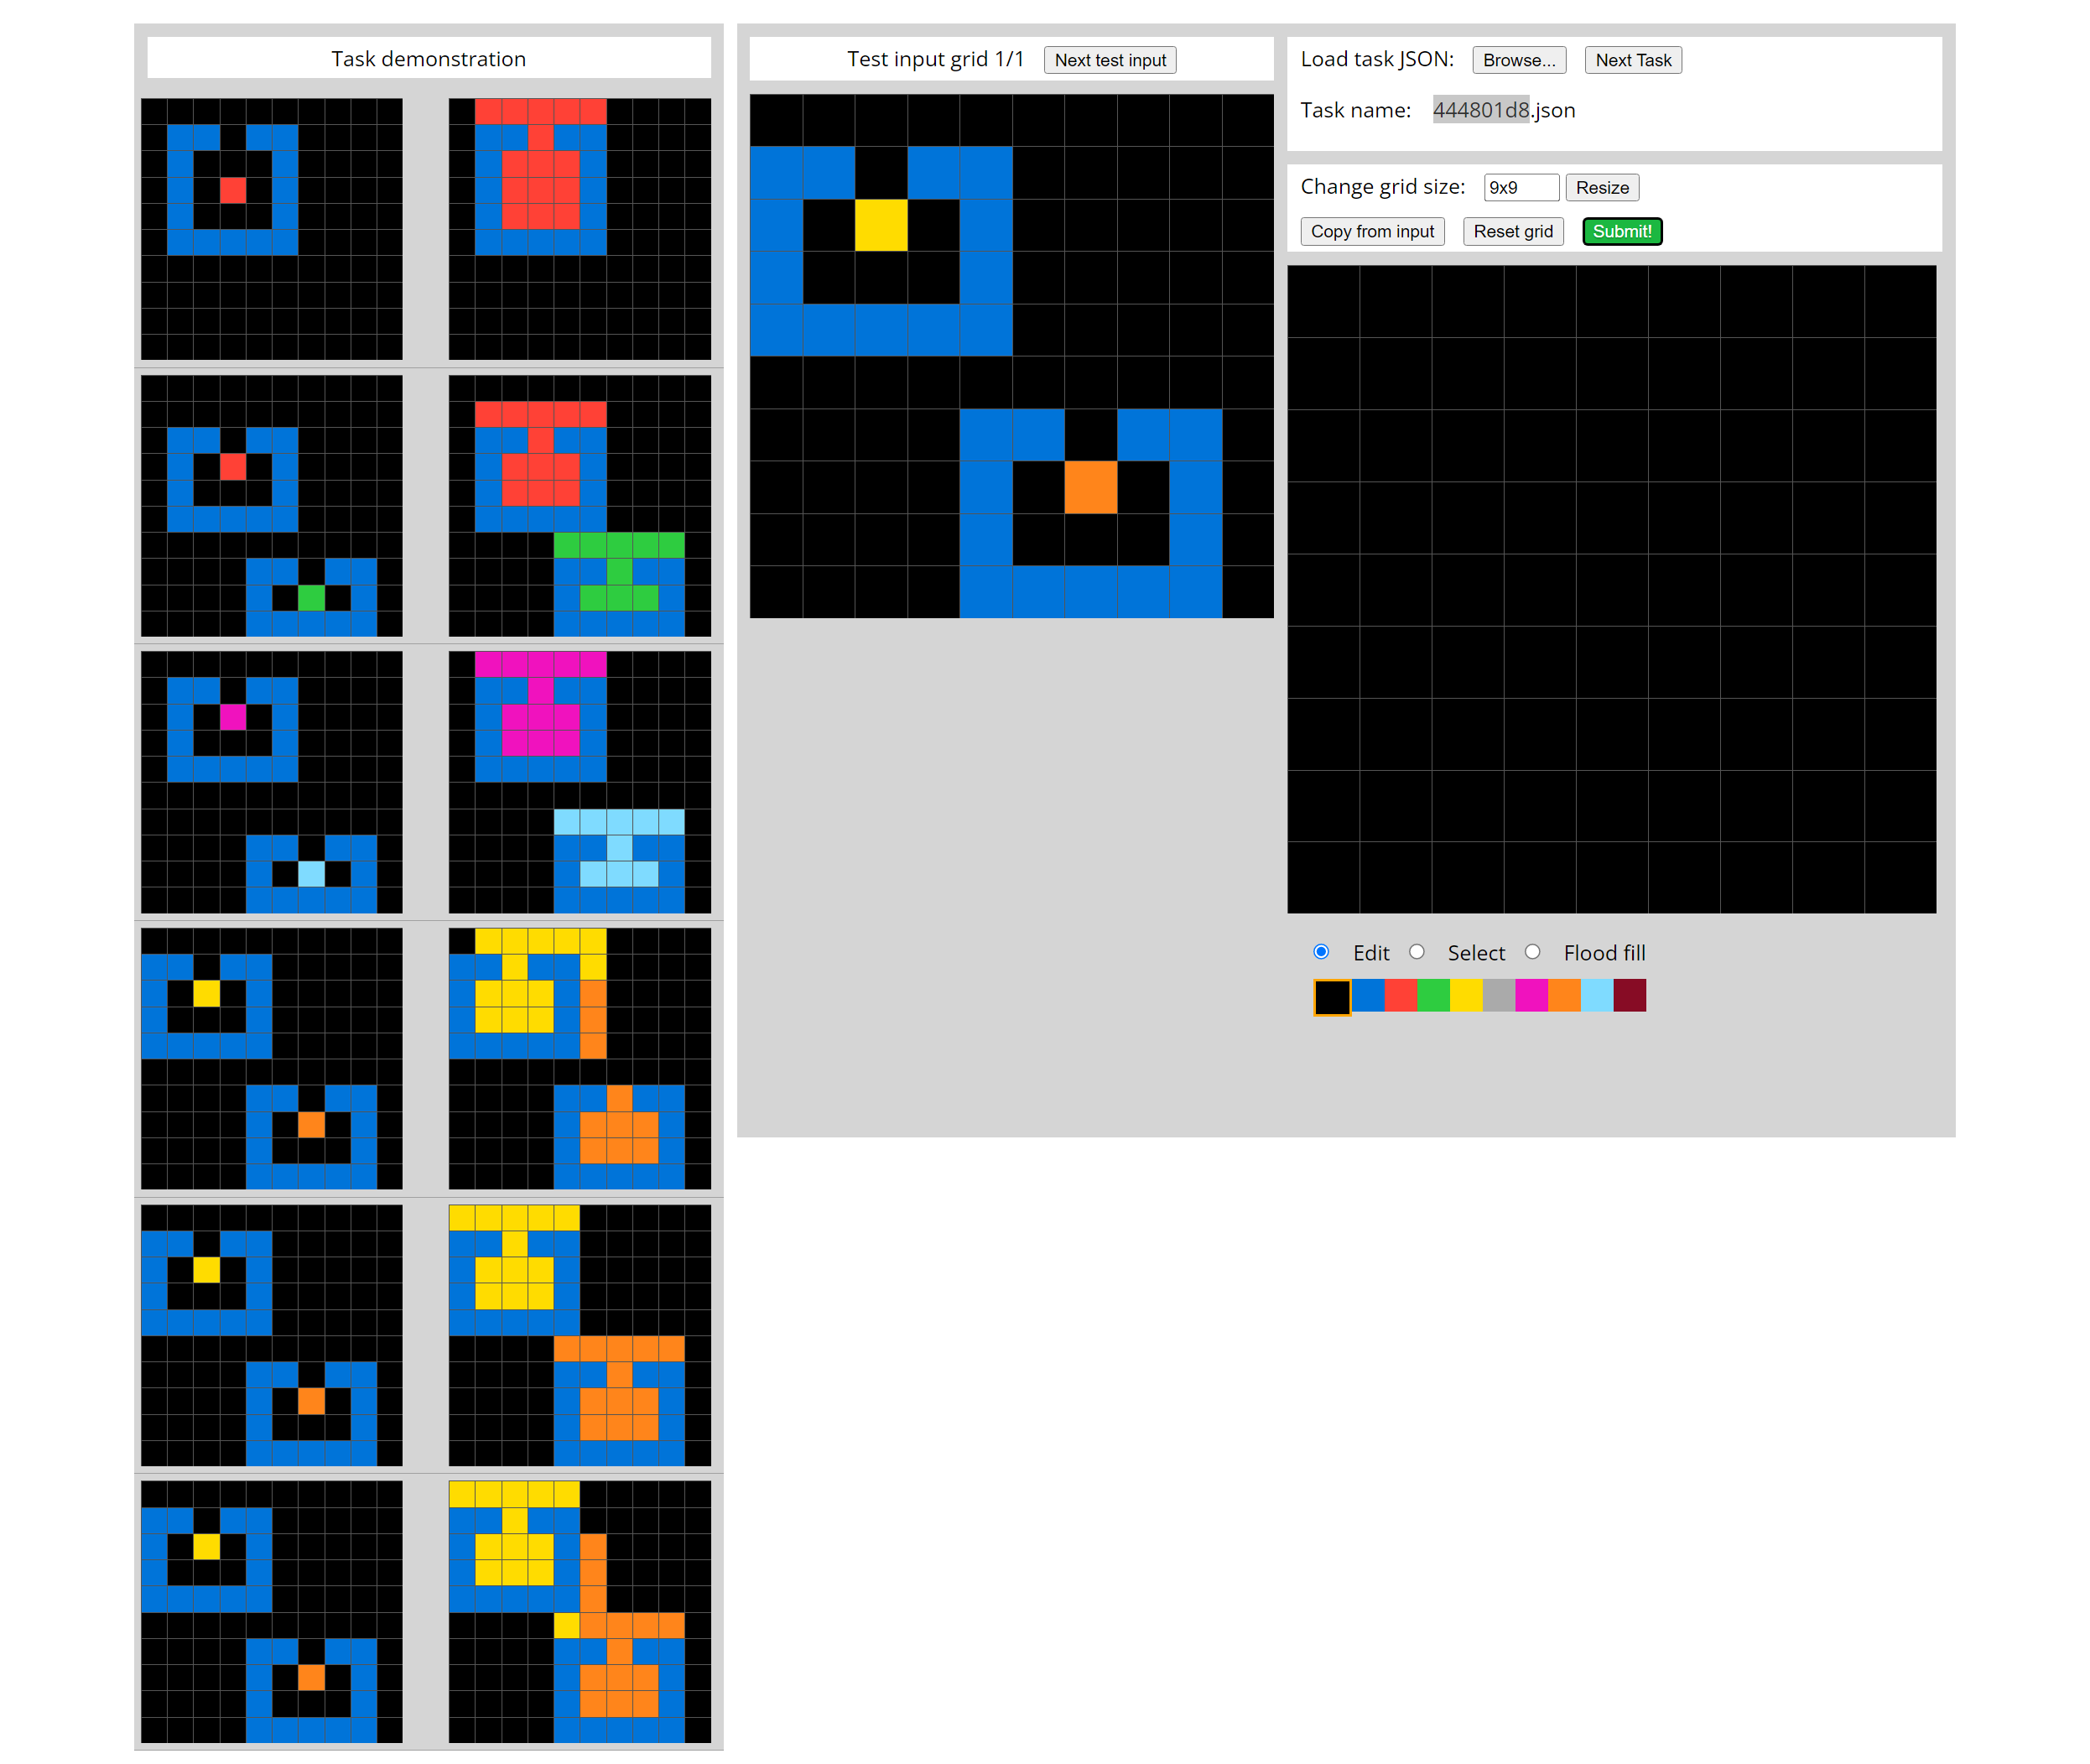 Task demonstration
Test input grid 1/1 Next test input
Load task JSON: Browse... Next Task
Task name: 444801d8.json
Change grid size: 9x9 Resize
Copy from input Reset grid Submit!
Edit Select Flood fill